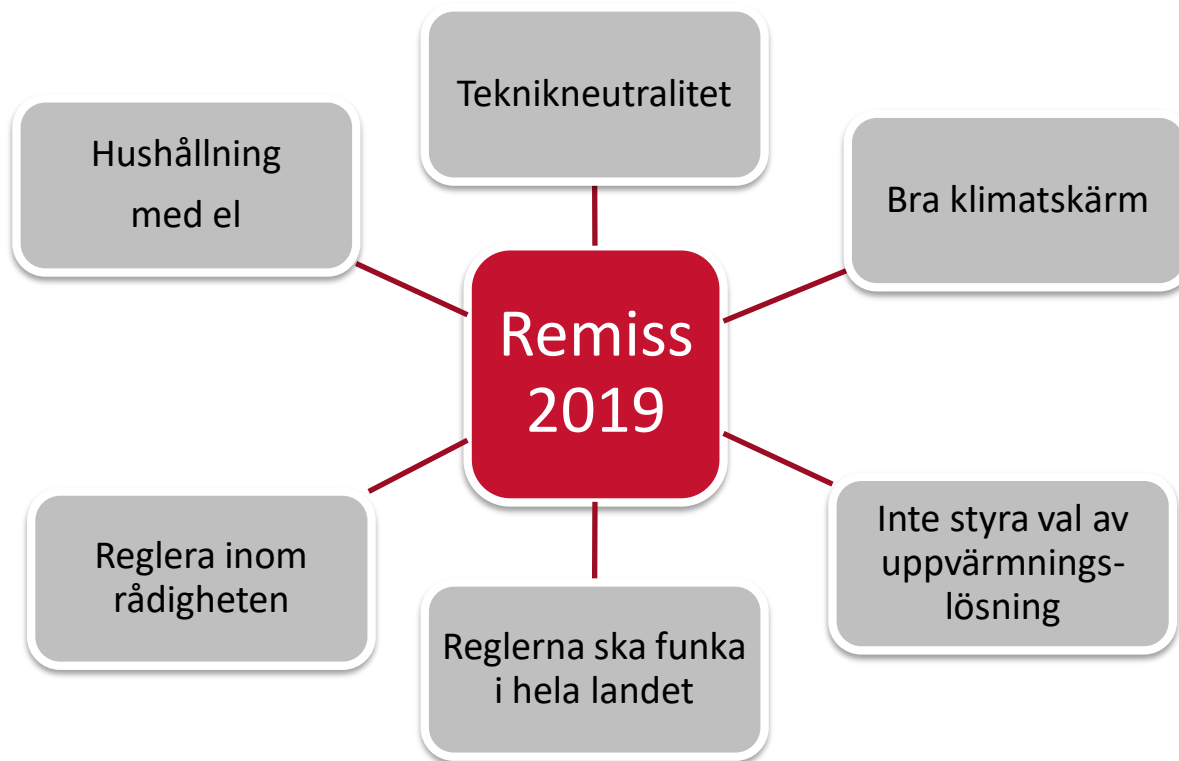 Teknikneutralitet
Hushållning
med el
Bra klimatskärm
Remiss
2019
Inte styra val av
uppvärmnings-
lösning
Reglera inom
rådigheten
Reglerna ska funka
i hela landet